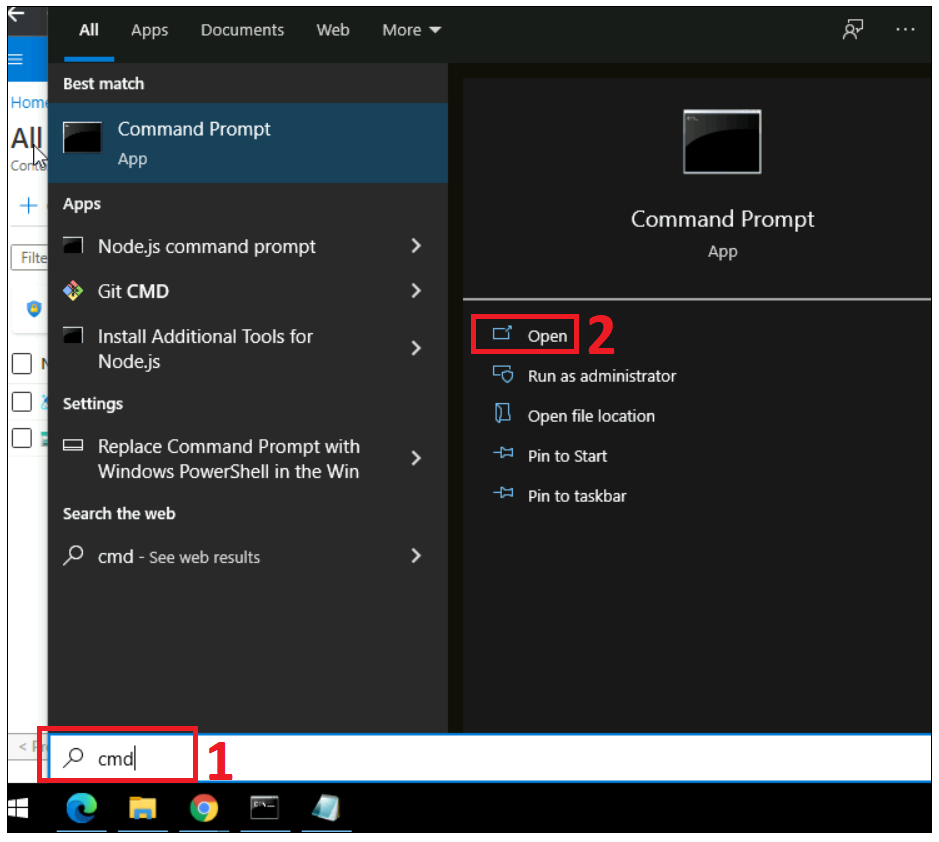 All Apps Documents Web More
Home
All
Conte
Filte
N
< Pr
Best match
Command Prompt
App
Apps
Node.js command prompt
Git CMD
Install Additional Tools for
Node.js
Settings
Replace Command Prompt with
Windows PowerShell in the Win
Search the web
cmd - See web results
Command Prompt
App
Open 2
Run as administrator
Open file location
Pin to Start
Pin to taskbar
cmd 1